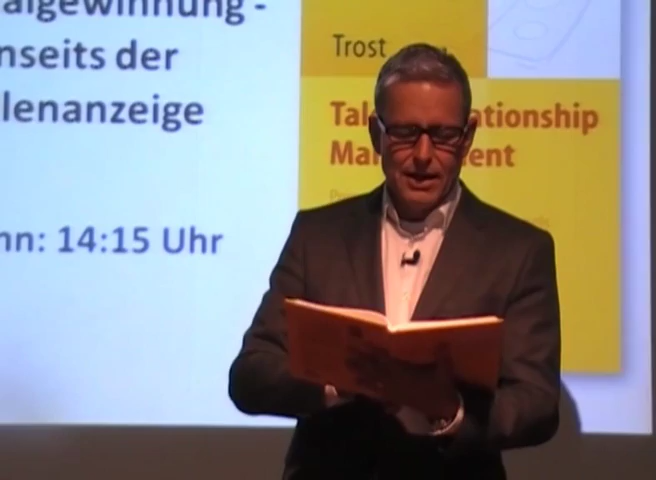 algewinnung -
nseits der
lenanzeige
nn: 14:15 Uhr
Trost
Tal ationship
Ma ent